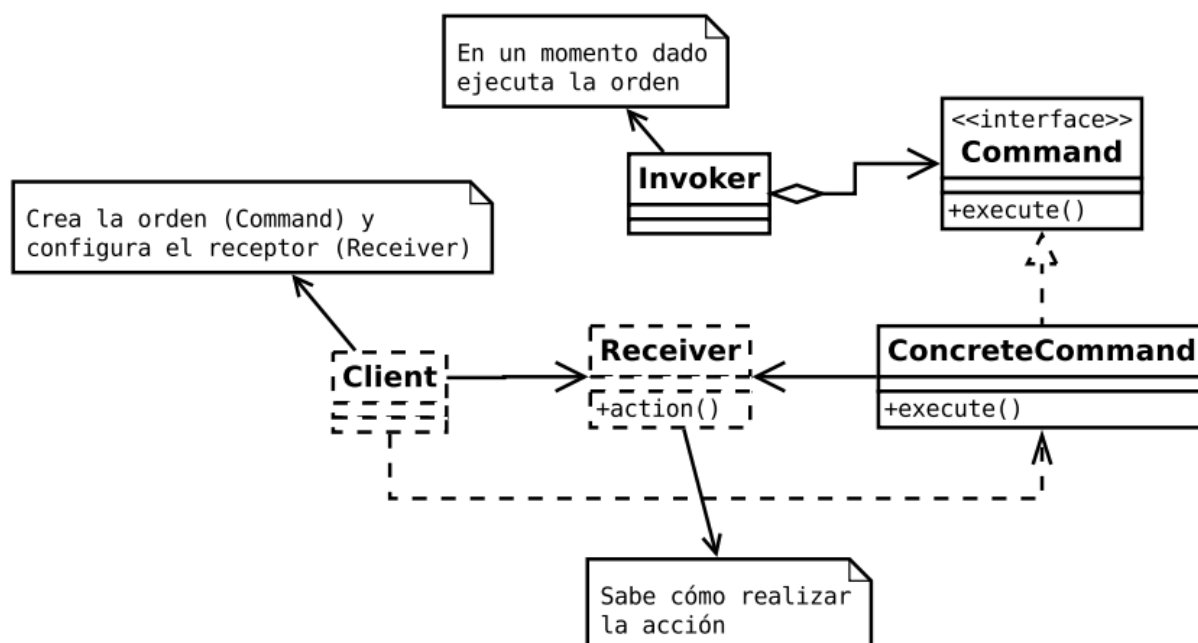 En un momento dado
ejecuta la orden
<<interface>>
Command
+execute()
Invoker
Crea la orden (Command) y
configura el receptor (Receiver)
Client
Receiver
+action()
ConcreteCommand
+execute()
Sabe cómo realizar
la acción